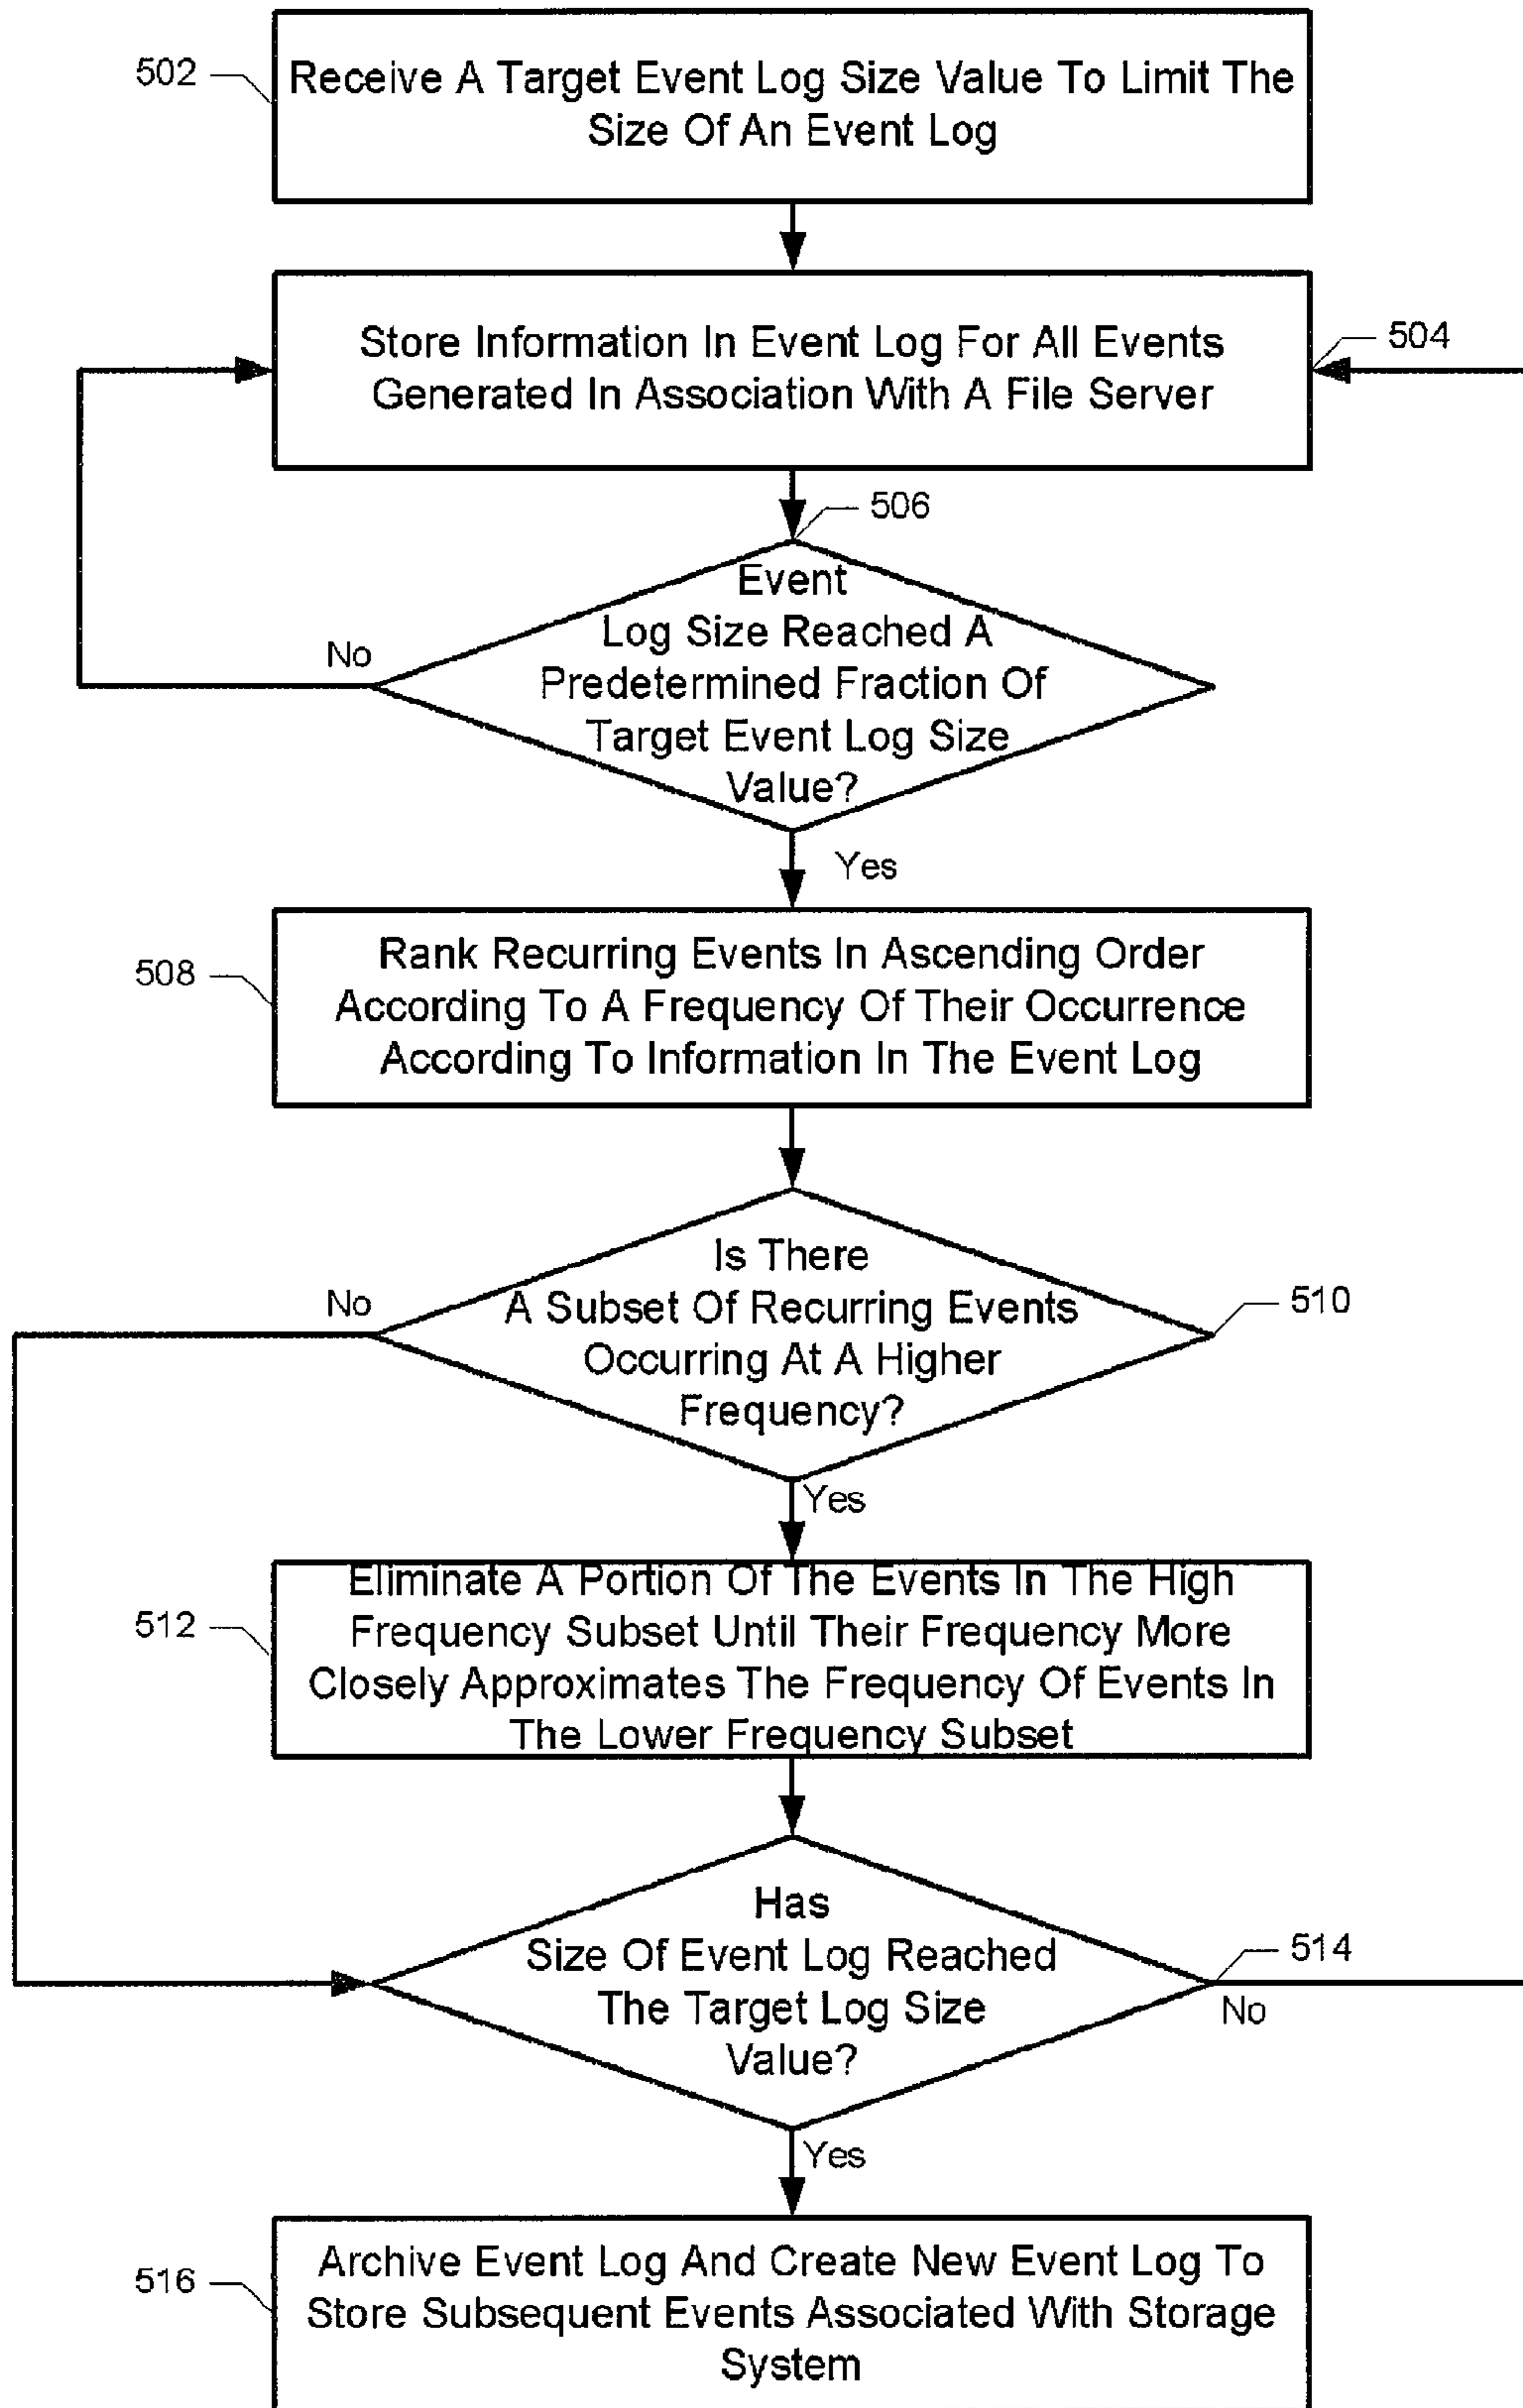 502
Receive A Target Event Log Size Value To Limit The
Size Of An Event Log
Store Information In Event Log For All Events
Generated In Association With A File Server
504
506
Event
Log Size Reached A
Predetermined Fraction Of
Target Event Log Size
Value?
No
Yes
508
Rank Recurring Events In Ascending Order
According To A Frequency Of Their Occurrence
According To Information In The Event Log
Is There
A Subset Of Recurring Events
Occurring At A Higher
Frequency?
No
510
Yes
512
Eliminate A Portion Of The Events In The High
Frequency Subset Until Their Frequency More
Closely Approximates The Frequency Of Events In
The Lower Frequency Subset
Has
Size Of Event Log Reached
The Target Log Size
Value?
514
No
Yes
516
Archive Event Log And Create New Event Log To
Store Subsequent Events Associated With Storage
System